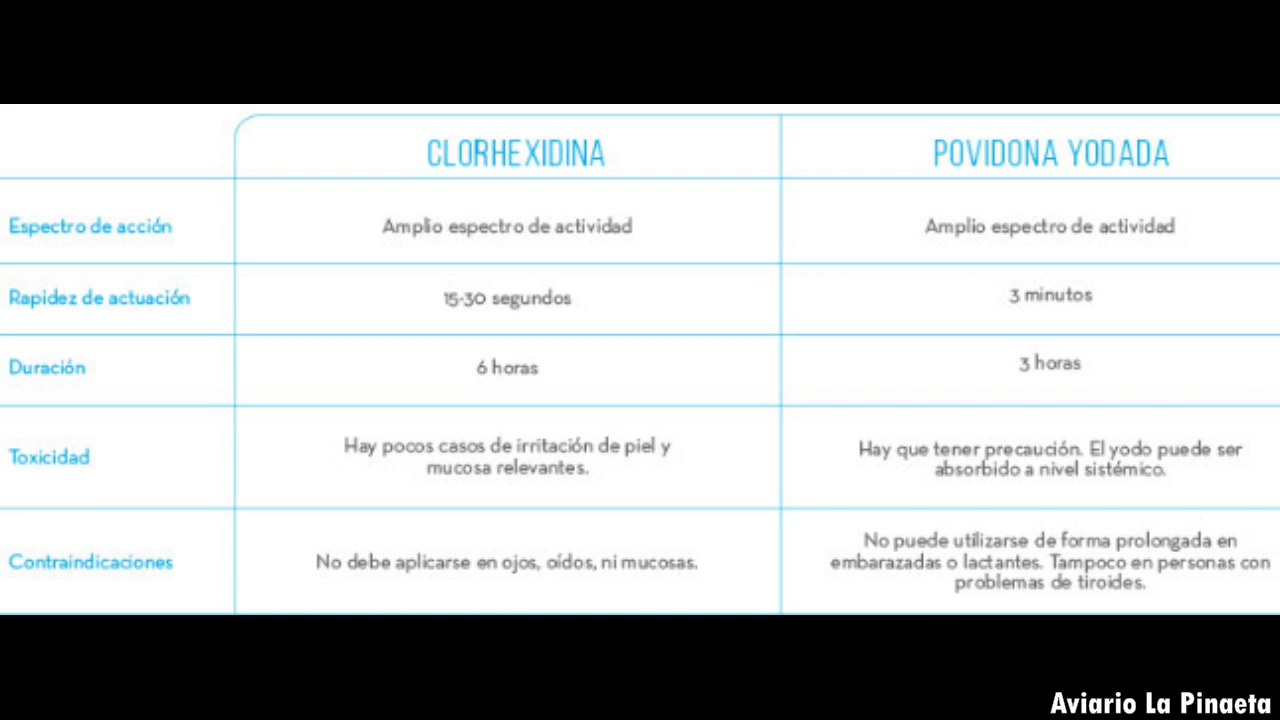 CLORHEXIDINA
POVIDONA YODADA
Espectro de acción
Amplio espectro de actividad
Amplio espectro de actividad
Rapidez de actuación
15-30 segundos
3 minutos
Duración
6 horas
3 horas
Toxicidad
Hay pocos casos de irritación de piel y
mucosa relevantes.
Hay que tener precaución. El yodo puede ser
absorbido a nivel sistémico.
Contraindicaciones
No debe aplicarse en ojos, oídos, ni mucosas.
No puede utilizarse de forma prolongada en
embarazadas o lactantes. Tampoco en personas con
problemas de tiroides.
Aviario La Pinaeta